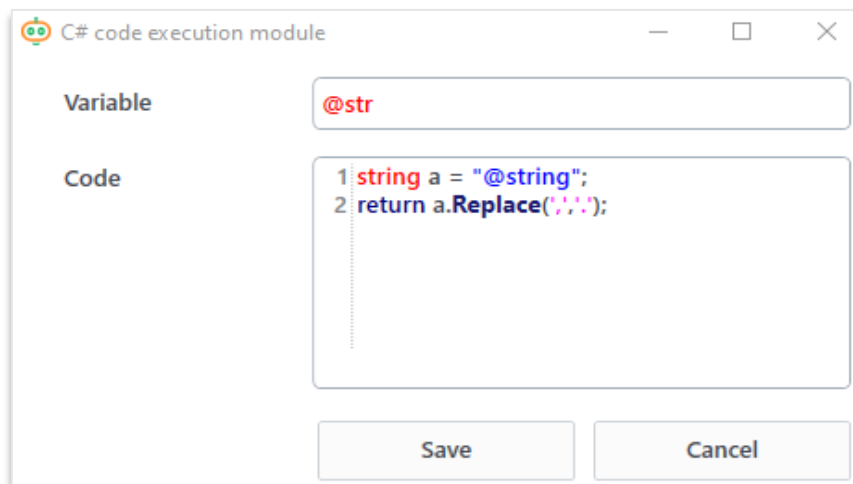 C# code execution module
Variable
@str
Code
1 string a = "@string";
2 return a.Replace(',','.');
Save
Cancel